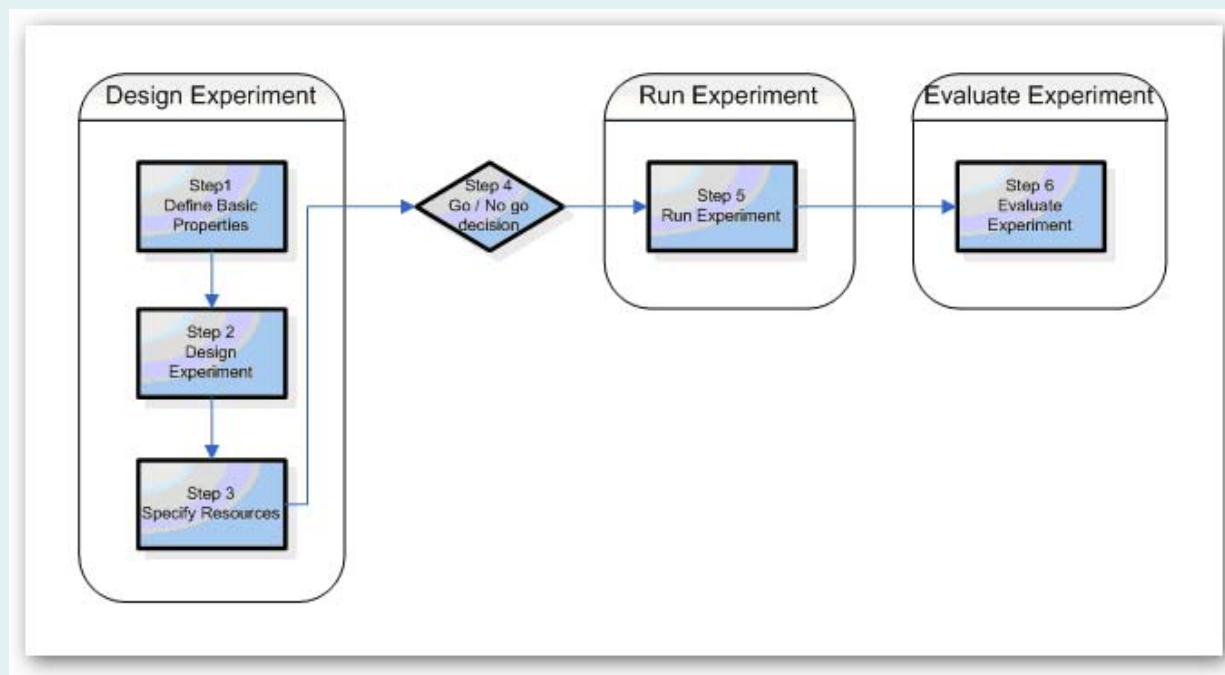 Design Experiment
Step1
Define Basic
Properties
Step 2
Design
Experiment
Step 3
Specify Resources
Step 4
Go / No go
decision
Run Experiment
Step 5
Run Experiment
Evaluate Experiment
Step 6
Evaluate
Experiment